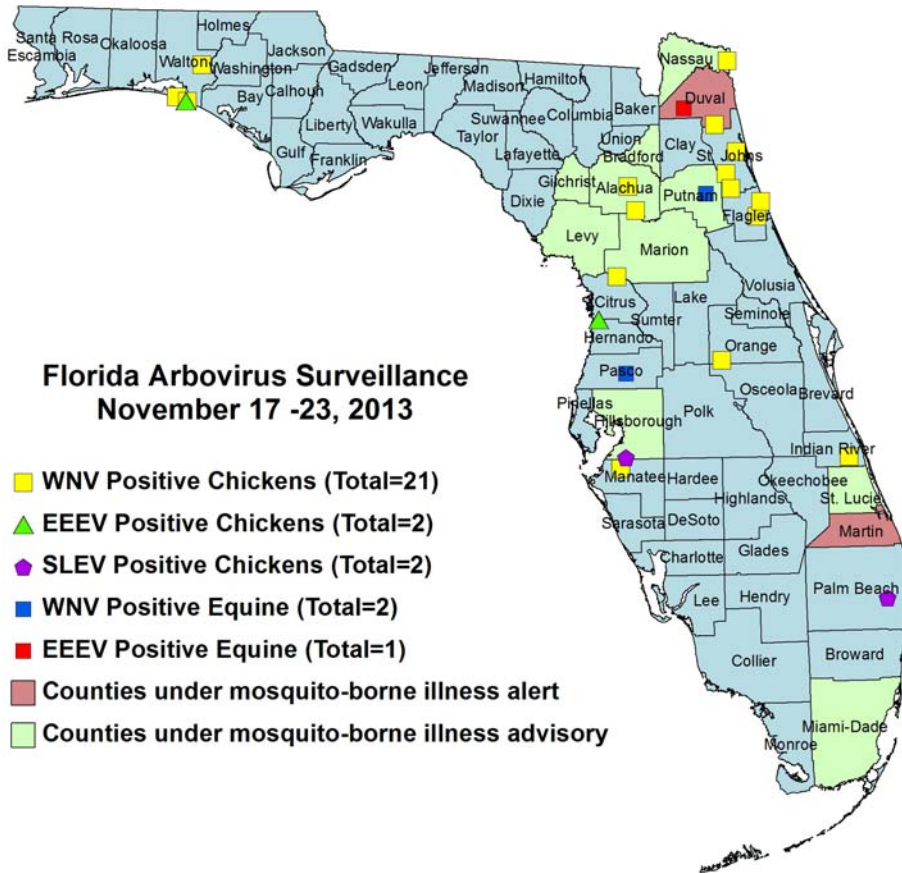 Holmes
Santa Rosa
Okaloosa
Jackson
Escambia
Walton
Washington
Gadsden
Jefferson
Hamilton
Nassau
Bay
Calhoun
Leon
Madison
Duval
Liberty
Wakulla
Suwannee
Columbia
Baker
Taylor
Union
Clay
St. Johns
Gulf
Franklin
Lafayette
Bradford
Gilchrist
Alachua
Putnam
Dixie
Flagler
Levy
Marion
Volusia
Citrus
Lake
Sumter
Seminole
Hernando
Orange
Florida Arbovirus Surveillance
November 17 -23, 2013
Pasco
Osceola
Brevard
Pinellas
Hillsborough
Polk
Indian River
WNV Positive Chickens (Total=21)
Manatee
Hardee
Okeechobee
Highlands
St. Lucie
EEEV Positive Chickens (Total=2)
Sarasota
DeSoto
Martin
SLEV Positive Chickens (Total=2)
Charlotte
Glades
Palm Beach
WNV Positive Equine (Total=2)
Lee
Hendry
EEEV Positive Equine (Total=1)
Collier
Broward
Counties under mosquito-borne illness alert
Counties under mosquito-borne illness advisory
Miami-Dade
Monroe